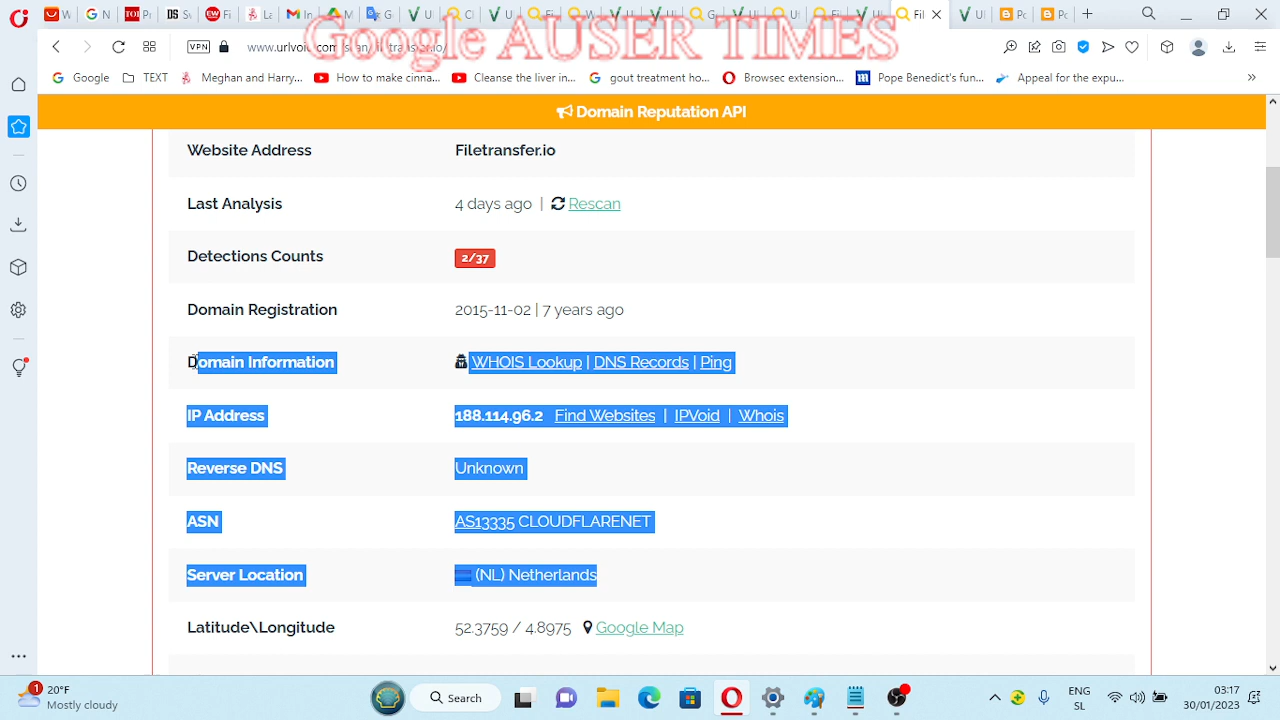 Google AUSER TIMES
VPN www.urlvoid.com/scan/filetransfer.io/
Google TEXT Meghan and Harry... How to make cinna... Cleanse the liver in... gout treatment ho... Browsec extension... Pope Benedict's fun... Appeal for the expu...
Domain Reputation API
Website Address Filetransfer.io
Last Analysis 4 days ago | Rescan
Detections Counts 2/37
Domain Registration 2015-11-02 | 7 years ago
Domain Information WHOIS Lookup | DNS Records | Ping
IP Address 188.114.96.2 Find Websites | IPVoid | Whois
Reverse DNS Unknown
ASN AS13335 CLOUDFLARENET
Server Location (NL) Netherlands
Latitude\Longitude 52.3759 / 4.8975 Google Map
1 20°F Mostly cloudy
Search
ENG SL
03:17
30/01/2023